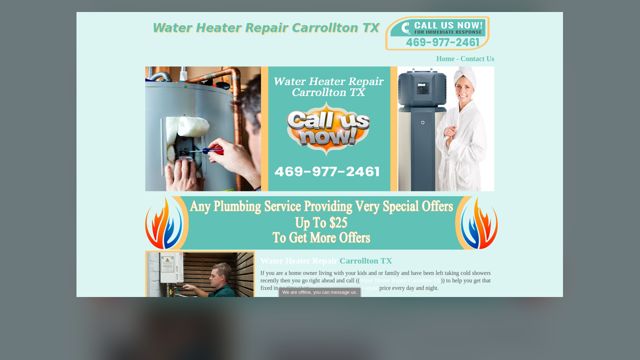 Water Heater Repair Carrollton TX
CALL US NOW!
FOR IMMEDIATE RESPONSE
469-977-2461
Home - Contact Us
Water Heater Repair
Carrollton TX
Call us
now!
469-977-2461
Any Plumbing Service Providing Very Special Offers
Up To $25
To Get More Offers
Water Heater Repair Carrollton TX
If you are a home owner living with your kids and or family and have been left taking cold showers
recently then you go right ahead and call (( )) to help you get that
fixed in price every day and night.
We are offline, you can message us.